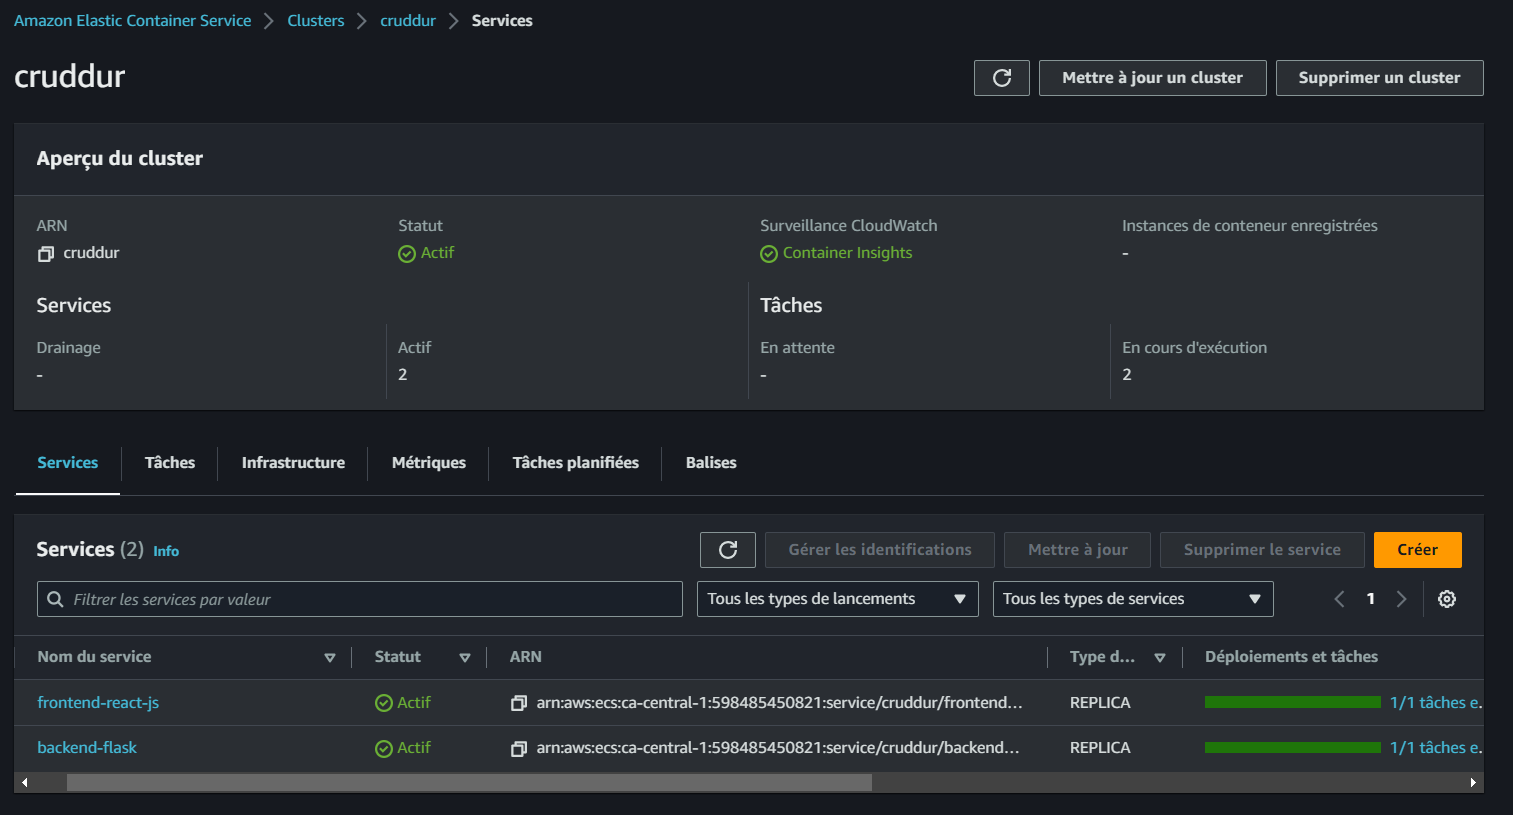 Amazon Elastic Container Service > Clusters > cruddur > Services
cruddur
Mettre à jour un cluster
Supprimer un cluster
Aperçu du cluster
ARN Statut Surveillance CloudWatch Instances de conteneur enregistrées
cruddur Actif Container Insights -
Services Tâches
Drainage Actif En attente En cours d'exécution
- 2 - 2
Services Tâches Infrastructure Métriques Tâches planifiées Balises
Services (2) Info Gérer les identifications Mettre à jour Supprimer le service Créer
Filtrer les services par valeur Tous les types de lancements Tous les types de services 1
Nom du service Statut ARN Type d... Déploiements et tâches
frontend-react-js Actif arn:aws:ecs:ca-central-1:598485450821:service/cruddur/frontend... REPLICA 1/1 tâches e.
backend-flask Actif arn:aws:ecs:ca-central-1:598485450821:service/cruddur/backend... REPLICA 1/1 tâches e.